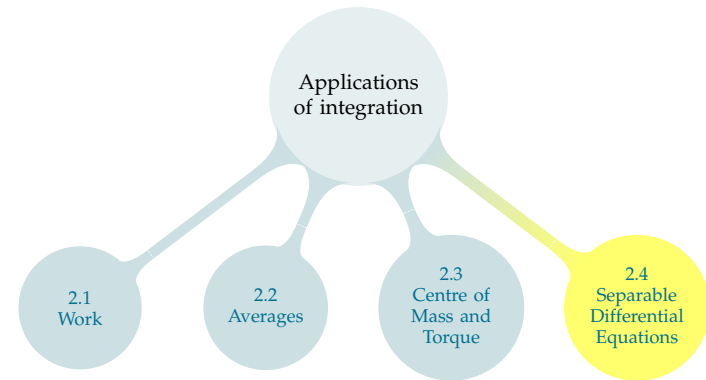 Applications
of integration
2.1
Work
2.2
Averages
2.3
Centre of
Mass and
Torque
2.4
Separable
Differential
Equations